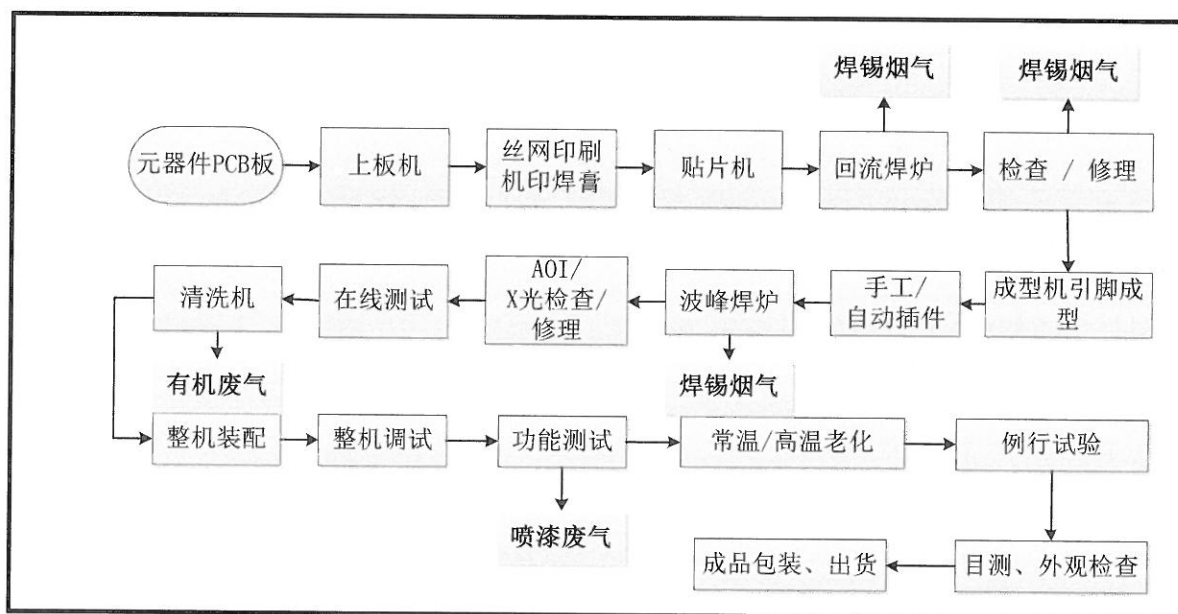 焊锡烟气
焊锡烟气
元器件PCB板
上板机
丝网印刷
机印焊膏
贴片机
回流焊炉
检查 / 修理
清洗机
在线测试
AOI/
X光检查/
修理
波峰焊炉
手工/
自动插件
成型机引脚成
型
有机废气
焊锡烟气
整机装配
整机调试
功能测试
常温/高温老化
例行试验
喷漆废气
成品包装、出货
目测、外观检查